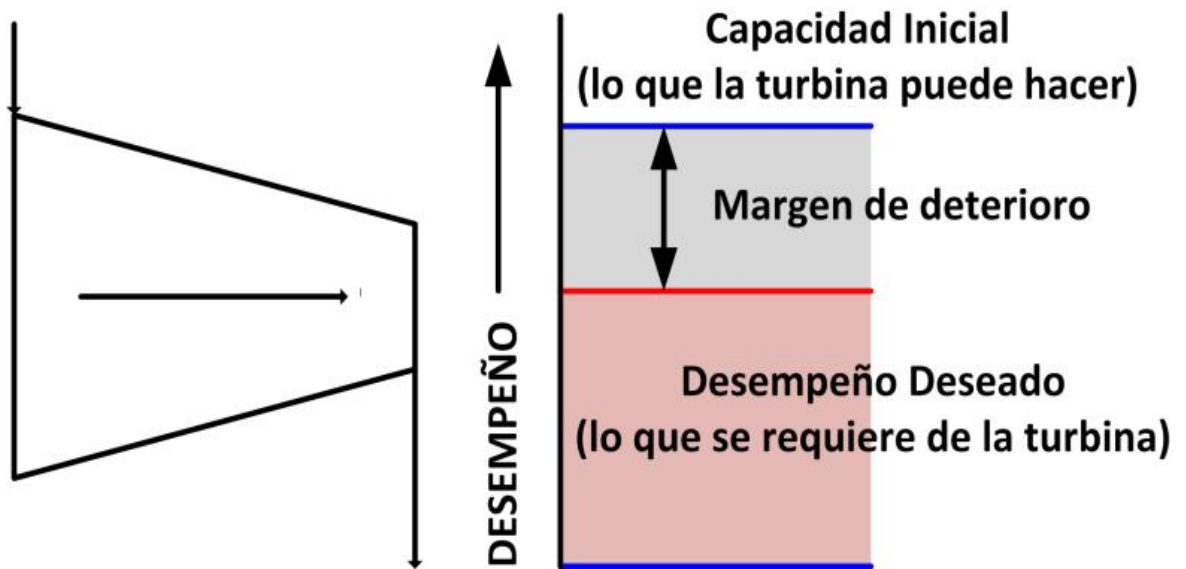 Capacidad Inicial
(lo que la turbina puede hacer)
Margen de deterioro
DESEMPEÑO
Desempeño Deseado
(lo que se requiere de la turbina)